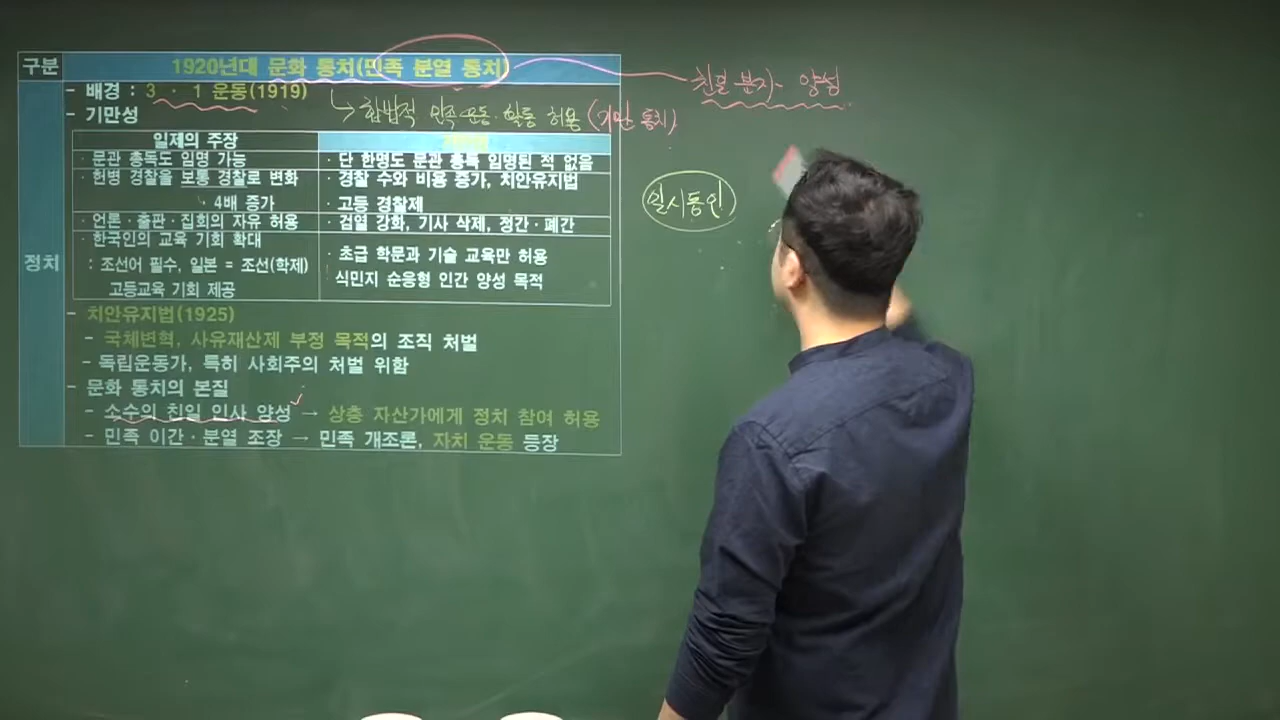 구분
1920년대 문화 통치(민족 분열 통치)
친일 분자 양성
정치
- 배경 : 3 · 1 운동(1919)
합법적 민족 운동·활동 허용 (기만 통치)
- 기만성
일제의 주장
· 문관 총독도 임명 가능
· 단 한명도 문관 총독 임명된 적 없음
· 헌병 경찰을 보통 경찰로 변화
4배 증가
· 경찰 수와 비용 증가, 치안유지법
· 고등 경찰제
일시동인
· 언론·출판·집회의 자유 허용
· 검열 강화, 기사 삭제, 정간·폐간
· 한국인의 교육 기회 확대
: 조선어 필수, 일본 = 조선(학제)
고등교육 기회 제공
· 초급 학문과 기술 교육만 허용
식민지 순응형 인간 양성 목적
- 치안유지법(1925)
- 국체변혁, 사유재산제 부정 목적의 조직 처벌
- 독립운동가, 특히 사회주의 처벌 위함
- 문화 통치의 본질
- 소수의 친일 인사 양성 → 상층 자산가에게 정치 참여 허용
- 민족 이간·분열 조장 → 민족 개조론, 자치 운동 등장